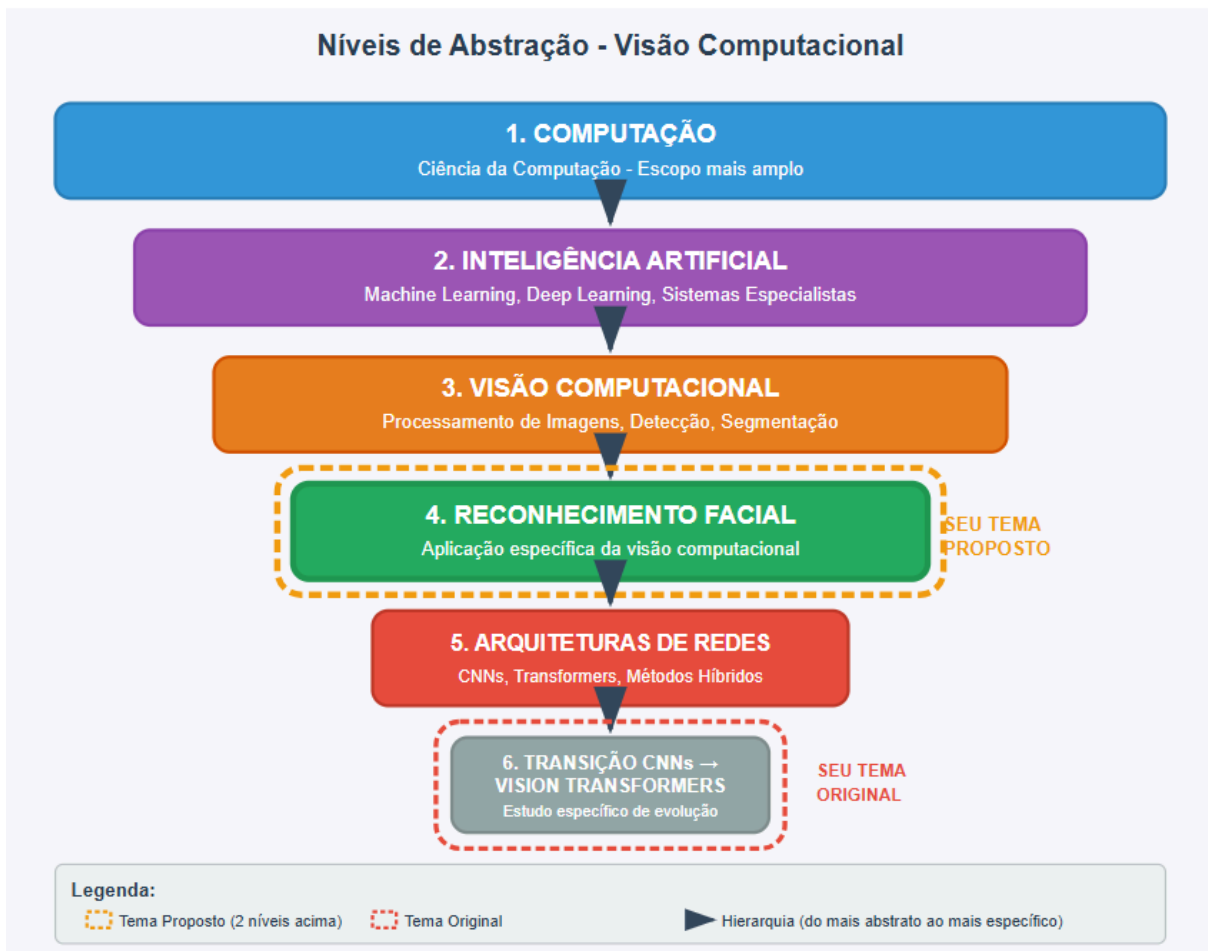 Níveis de Abstração - Visão Computacional
1. COMPUTAÇÃO
Ciência da Computação - Escopo mais amplo
2. INTELIGÊNCIA ARTIFICIAL
Machine Learning, Deep Learning, Sistemas Especialistas
3. VISÃO COMPUTACIONAL
Processamento de Imagens, Detecção, Segmentação
4. RECONHECIMENTO FACIAL
Aplicação específica da visão computacional
SEU TEMA
PROPOSTO
5. ARQUITETURAS DE REDES
CNNs, Transformers, Métodos Híbridos
6. TRANSIÇÃO CNNs →
VISION TRANSFORMERS
Estudo específico de evolução
SEU TEMA
ORIGINAL
Legenda:
Tema Proposto (2 níveis acima)
Tema Original
Hierarquia (do mais abstrato ao mais específico)